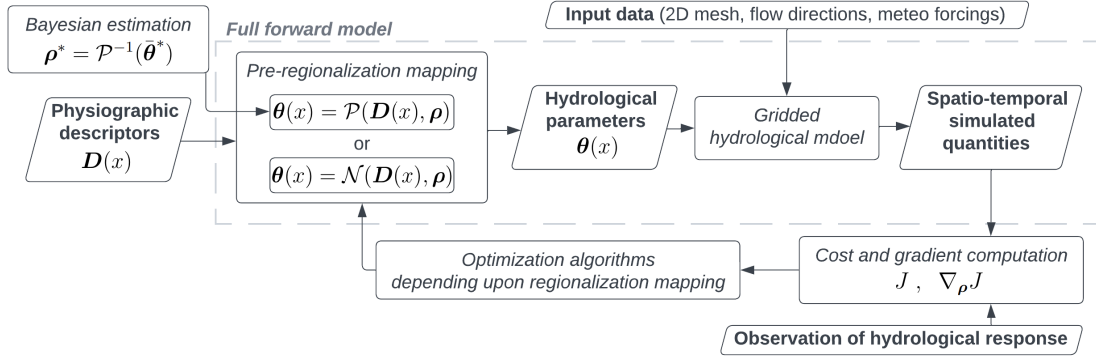 Bayesian estimation
ρ* = 𝒫⁻¹(θ̄*)
Full forward model
Input data (2D mesh, flow directions, meteo forcings)
Physiographic
descriptors
D(x)
Pre-regionalization mapping
θ(x) = 𝒫(D(x), ρ)
or
θ(x) = 𝒩(D(x), ρ)
Hydrological
parameters
θ(x)
Gridded
hydrological mdoel
Spatio-temporal
simulated
quantities
Optimization algorithms
depending upon regionalization mapping
Cost and gradient computation
J , ∇ρJ
Observation of hydrological response